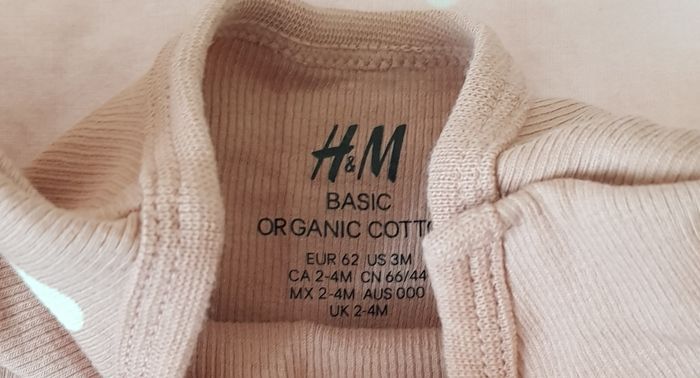 H&M
BASIC
ORGANIC COTT
EUR 62 US 3M
CA 2-4M CN 66/44
MX 2-4M AUS 000
UK 2-4M